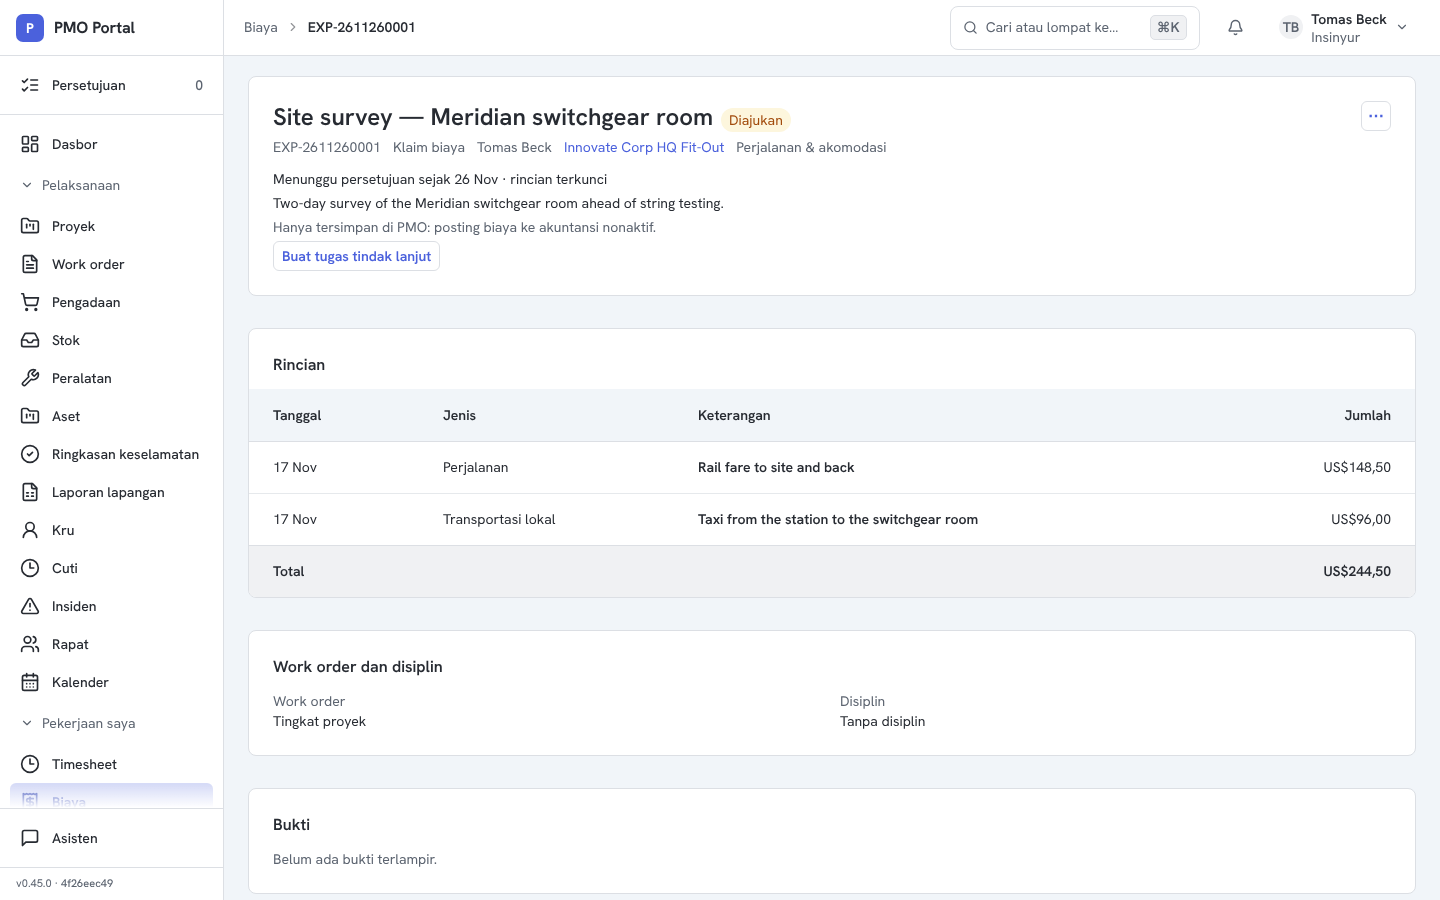 P PMO Portal
Biaya > EXP-2611260001
Cari atau lompat ke... ⌘K
TB Tomas Beck
Insinyur
Persetujuan 0
Dasbor
Pelaksanaan
Proyek
Work order
Pengadaan
Stok
Peralatan
Aset
Ringkasan keselamatan
Laporan lapangan
Kru
Cuti
Insiden
Rapat
Kalender
Pekerjaan saya
Timesheet
Biaya
Asisten
v0.45.0 · 4f26eec49
Site survey — Meridian switchgear room Diajukan
EXP-2611260001 Klaim biaya Tomas Beck Innovate Corp HQ Fit-Out Perjalanan & akomodasi
Menunggu persetujuan sejak 26 Nov · rincian terkunci
Two-day survey of the Meridian switchgear room ahead of string testing.
Hanya tersimpan di PMO: posting biaya ke akuntansi nonaktif.
Buat tugas tindak lanjut
Rincian
Tanggal Jenis Keterangan Jumlah
17 Nov Perjalanan Rail fare to site and back US$148,50
17 Nov Transportasi lokal Taxi from the station to the switchgear room US$96,00
Total US$244,50
Work order dan disiplin
Work order Disiplin
Tingkat proyek Tanpa disiplin
Bukti
Belum ada bukti terlampir.